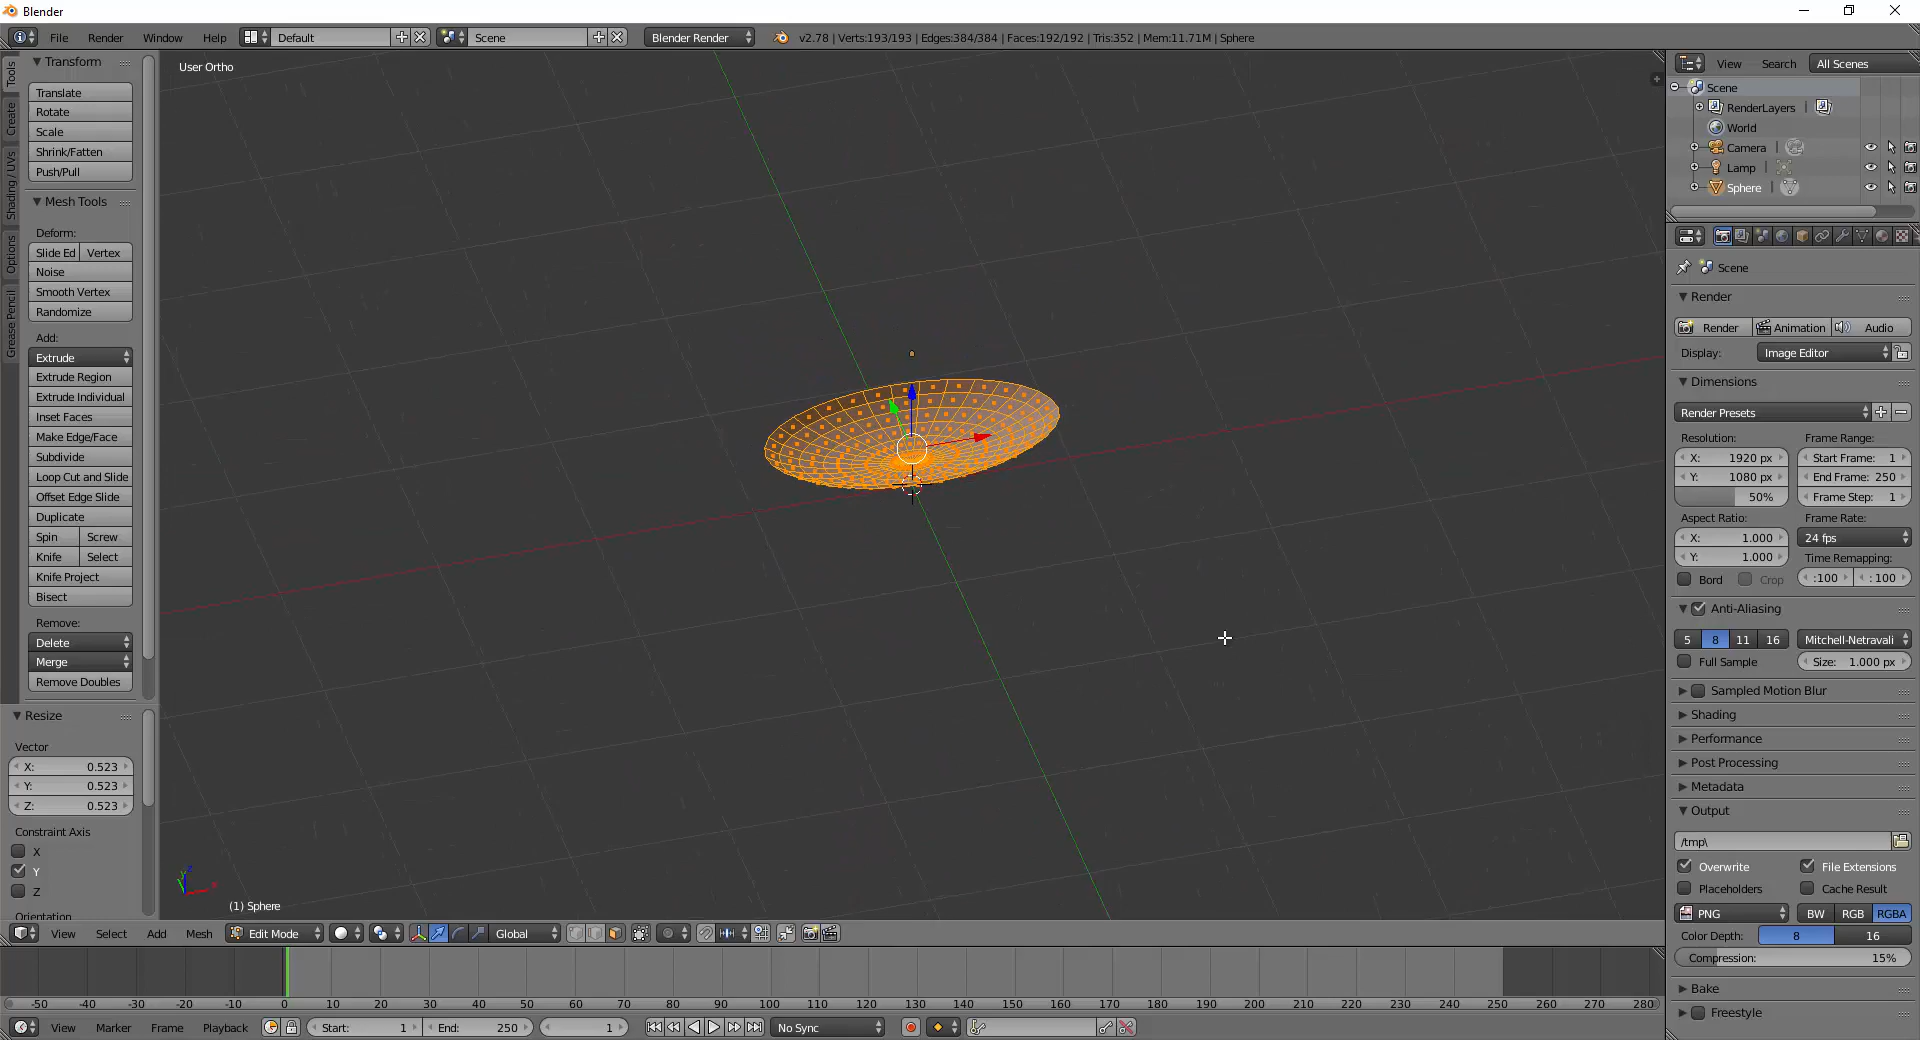 Blender
File Render Window Help Default Scene Blender Render v2.78 | Verts:193/193 | Edges:384/384 | Faces:192/192 | Tris:352 | Mem:11.71M | Sphere
Tools
Create
Shading / UVs
Options
Grease Pencil
Transform
Translate
Rotate
Scale
Shrink/Fatten
Push/Pull
Mesh Tools
Deform:
Slide Ed Vertex
Noise
Smooth Vertex
Randomize
Add:
Extrude
Extrude Region
Extrude Individual
Inset Faces
Make Edge/Face
Subdivide
Loop Cut and Slide
Offset Edge Slide
Duplicate
Spin Screw
Knife Select
Knife Project
Bisect
Remove:
Delete
Merge
Remove Doubles
Resize
Vector
X: 0.523
Y: 0.523
Z: 0.523
Constraint Axis
X
Y
Z
Orientation
User Ortho
(1) Sphere
View Select Add Mesh Edit Mode Global
View Search All Scenes
Scene
RenderLayers
World
Camera
Lamp
Sphere
Scene
Render
Render Animation Audio
Display: Image Editor
Dimensions
Render Presets
Resolution: Frame Range:
X: 1920 px Start Frame: 1
Y: 1080 px End Frame: 250
50% Frame Step: 1
Aspect Ratio: Frame Rate:
X: 1.000 24 fps
Y: 1.000 Time Remapping:
Bord Crop :100 : 100
Anti-Aliasing
5 8 11 16 Mitchell-Netravali
Full Sample Size: 1.000 px
Sampled Motion Blur
Shading
Performance
Post Processing
Metadata
Output
/tmp\
Overwrite File Extensions
Placeholders Cache Result
PNG BW RGB RGBA
Color Depth: 8 16
Compression: 15%
Bake
Freestyle
-50 -40 -30 -20 -10 0 10 20 30 40 50 60 70 80 90 100 110 120 130 140 150 160 170 180 190 200 210 220 230 240 250 260 270 280
View Marker Frame Playback Start: 1 End: 250 1 No Sync